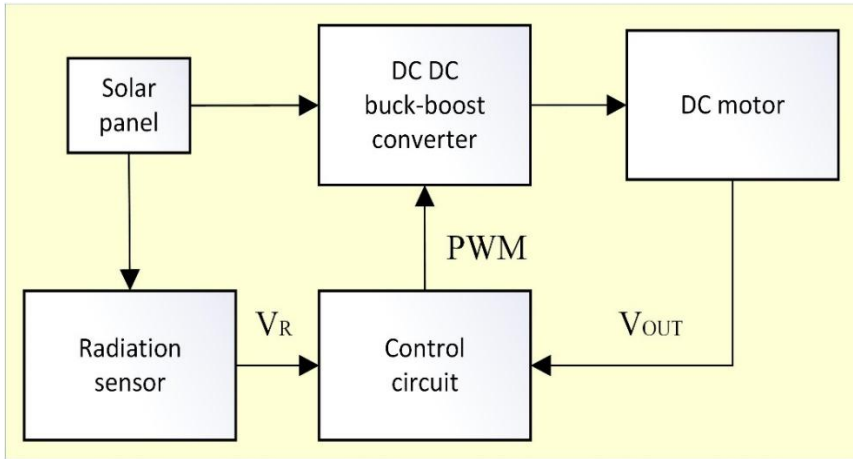 Solar
panel
DC DC
buck-boost
converter
DC motor
PWM
Radiation
sensor
VR
Control
circuit
VOUT